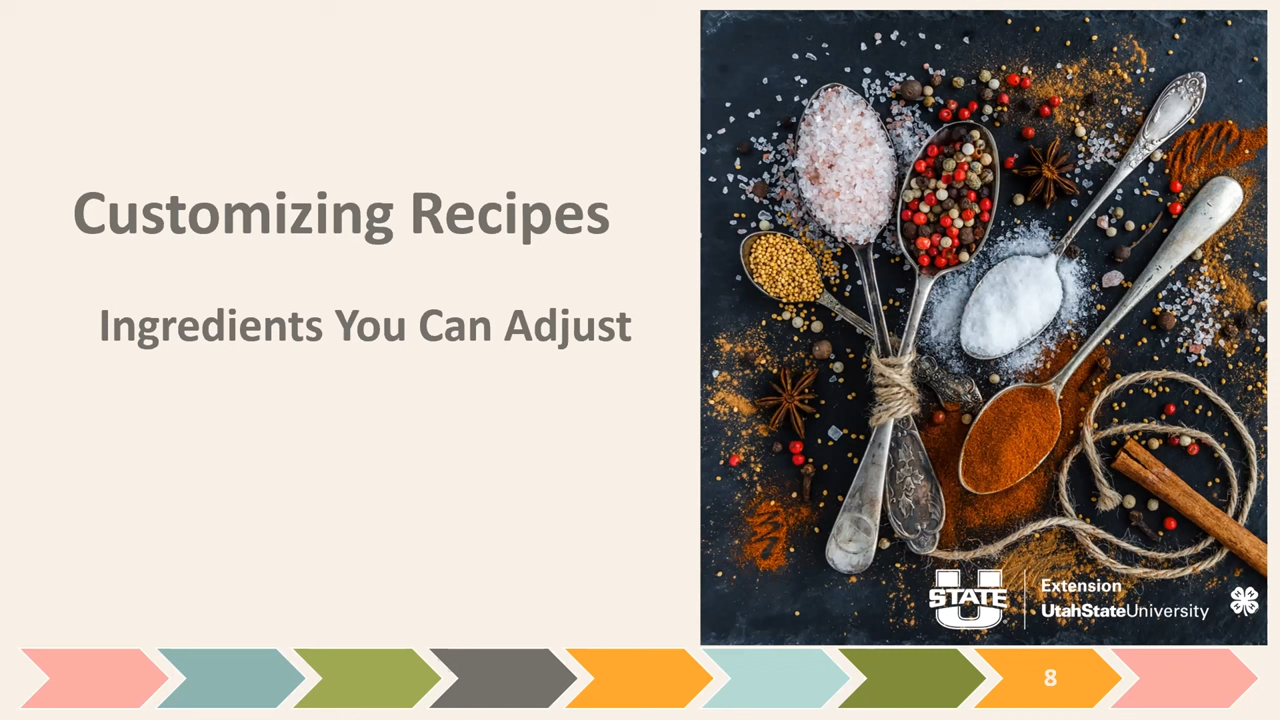 Customizing Recipes
Ingredients You Can Adjust
U
STATE
Extension
UtahStateUniversity
8